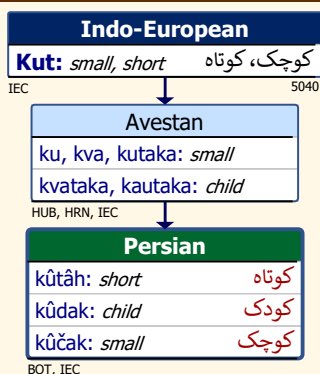 Indo-European
Kut: small, short کوچک، کوتاه
IEC 5040
Avestan
ku, kva, kutaka: small
kvataka, kautaka: child
HUB, HRN, IEC
Persian
kûtâh: short کوتاه
kûdak: child کودک
kûčak: small کوچک
BOT, IEC